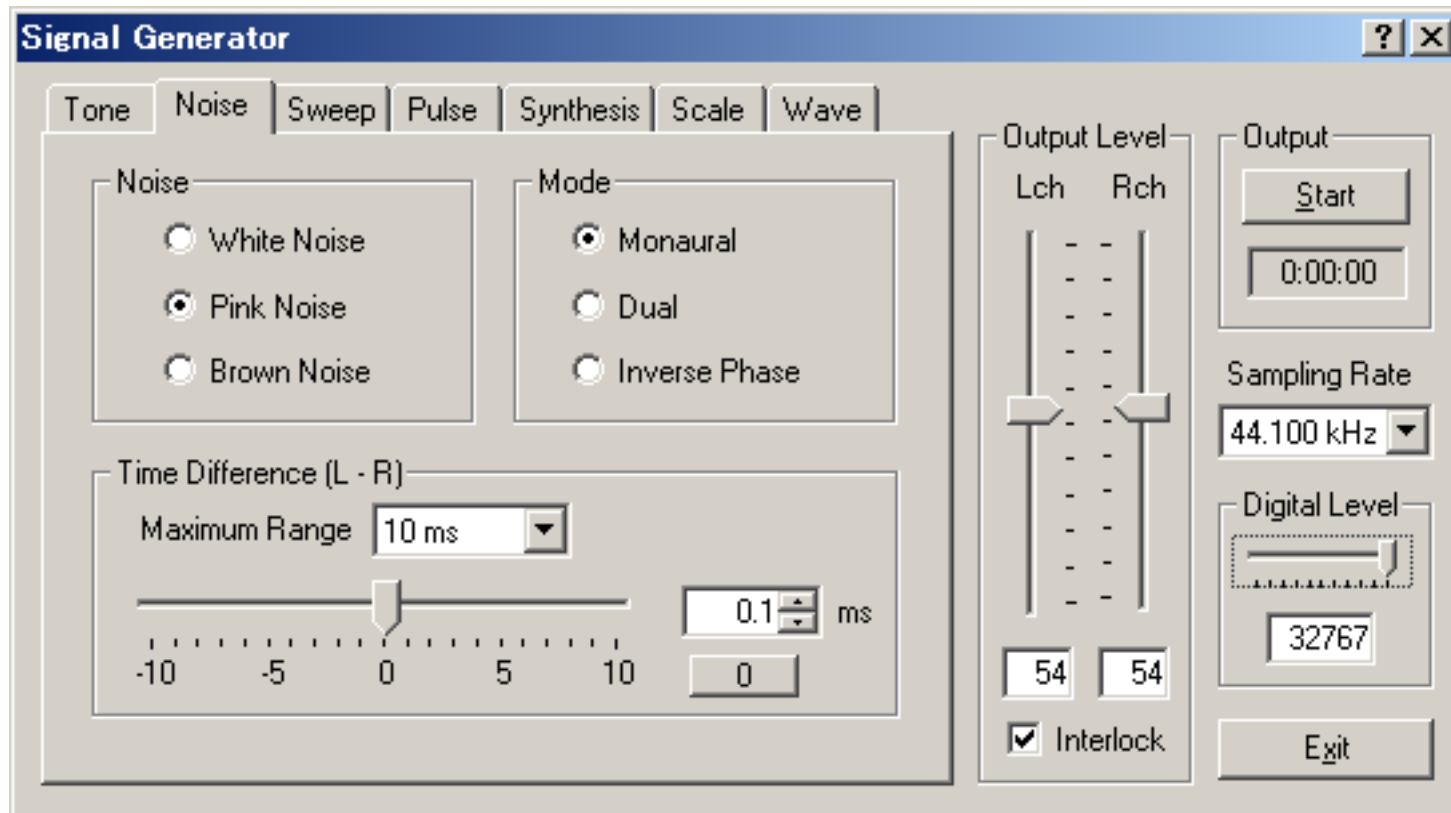 Signal Generator
Tone Noise Sweep Pulse Synthesis Scale Wave
Noise
White Noise
Pink Noise
Brown Noise
Mode
Monaural
Dual
Inverse Phase
Time Difference (L - R)
Maximum Range 10 ms
0.1 ms
-10 -5 0 5 10
0
Output Level
Lch Rch
54 54
Interlock
Output
Start
0:00:00
Sampling Rate
44.100 kHz
Digital Level
32767
Exit